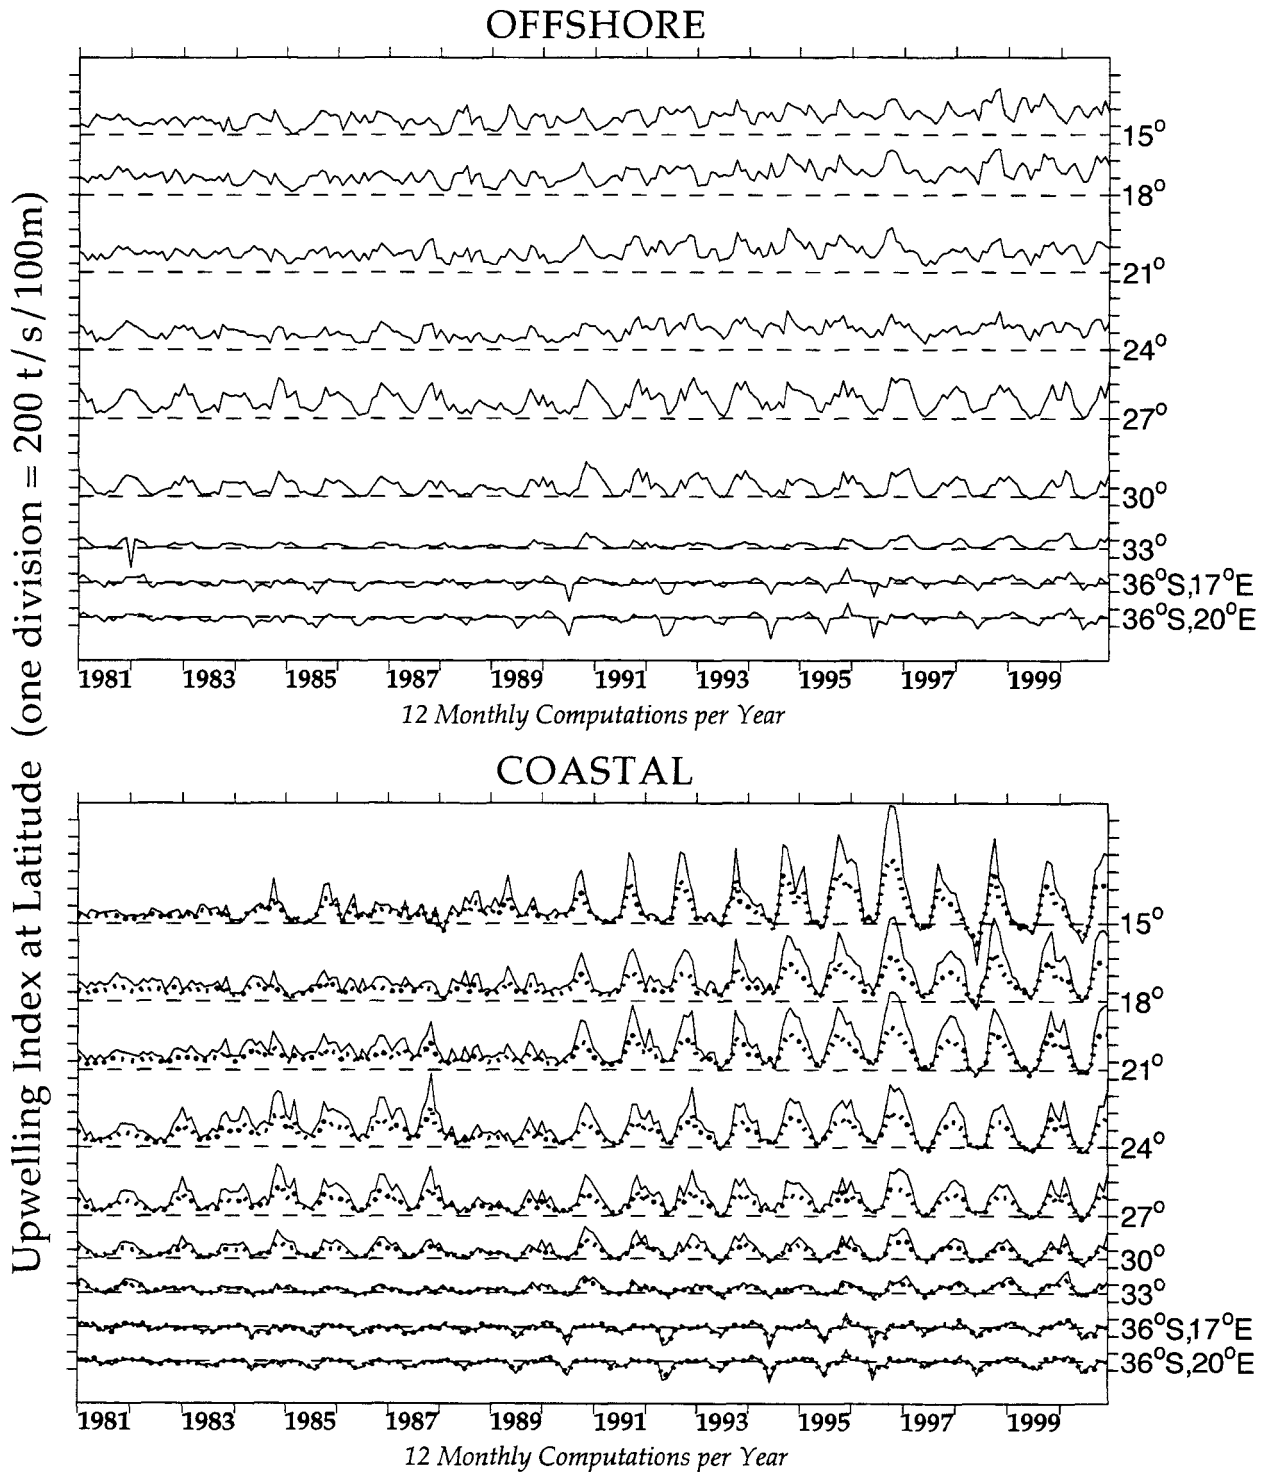 OFFSHORE
15°
18°
21°
24°
27°
30°
33°
36°S,17°E
36°S,20°E
1981 1983 1985 1987 1989 1991 1993 1995 1997 1999
12 Monthly Computations per Year
Upwelling Index at Latitude (one division = 200 t/s/100m)
COASTAL
15°
18°
21°
24°
27°
30°
33°
36°S,17°E
36°S,20°E
1981 1983 1985 1987 1989 1991 1993 1995 1997 1999
12 Monthly Computations per Year